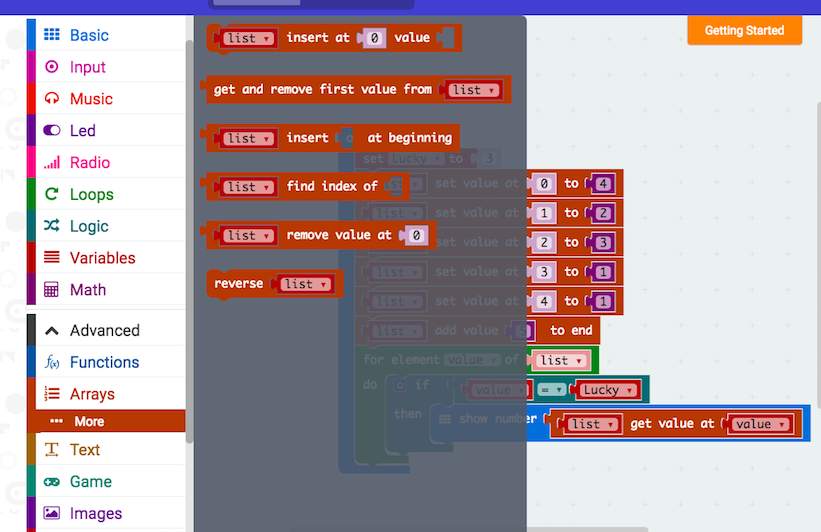 Getting Started
Basic
Input
Music
Led
Radio
Loops
Logic
Variables
Math
Advanced
Functions
Arrays
More
Text
Game
Images
list insert at 0 value
get and remove first value from list
list insert at beginning
list find index of
list remove value at 0
reverse list
set Lucky to 3
list set value at 0 to 4
list set value at 1 to 2
list set value at 2 to 3
list set value at 3 to 1
list set value at 4 to 1
list add value to end
for element value of list
do if value = Lucky
then show number list get value at value